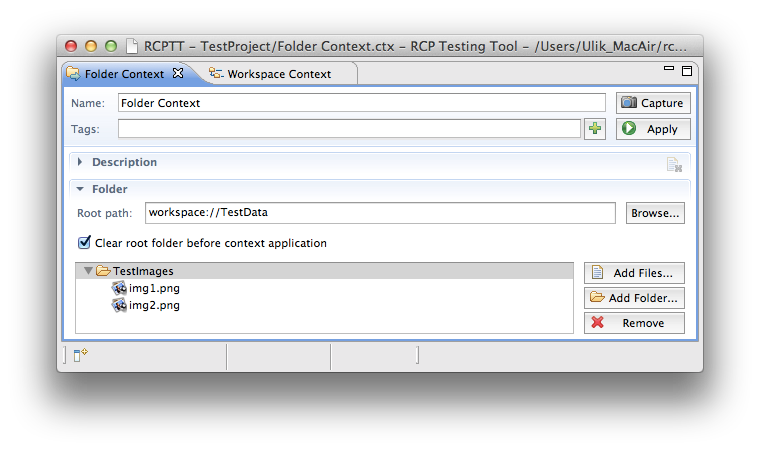 RCPTT - TestProject/Folder Context.ctx - RCP Testing Tool - /Users/Ulik_MacAir/rc...
Folder Context Workspace Context
Name: Folder Context Capture
Tags: Apply
Description
Folder
Root path: workspace://TestData Browse...
Clear root folder before context application
TestImages Add Files...
img1.png
img2.png Add Folder...
Remove